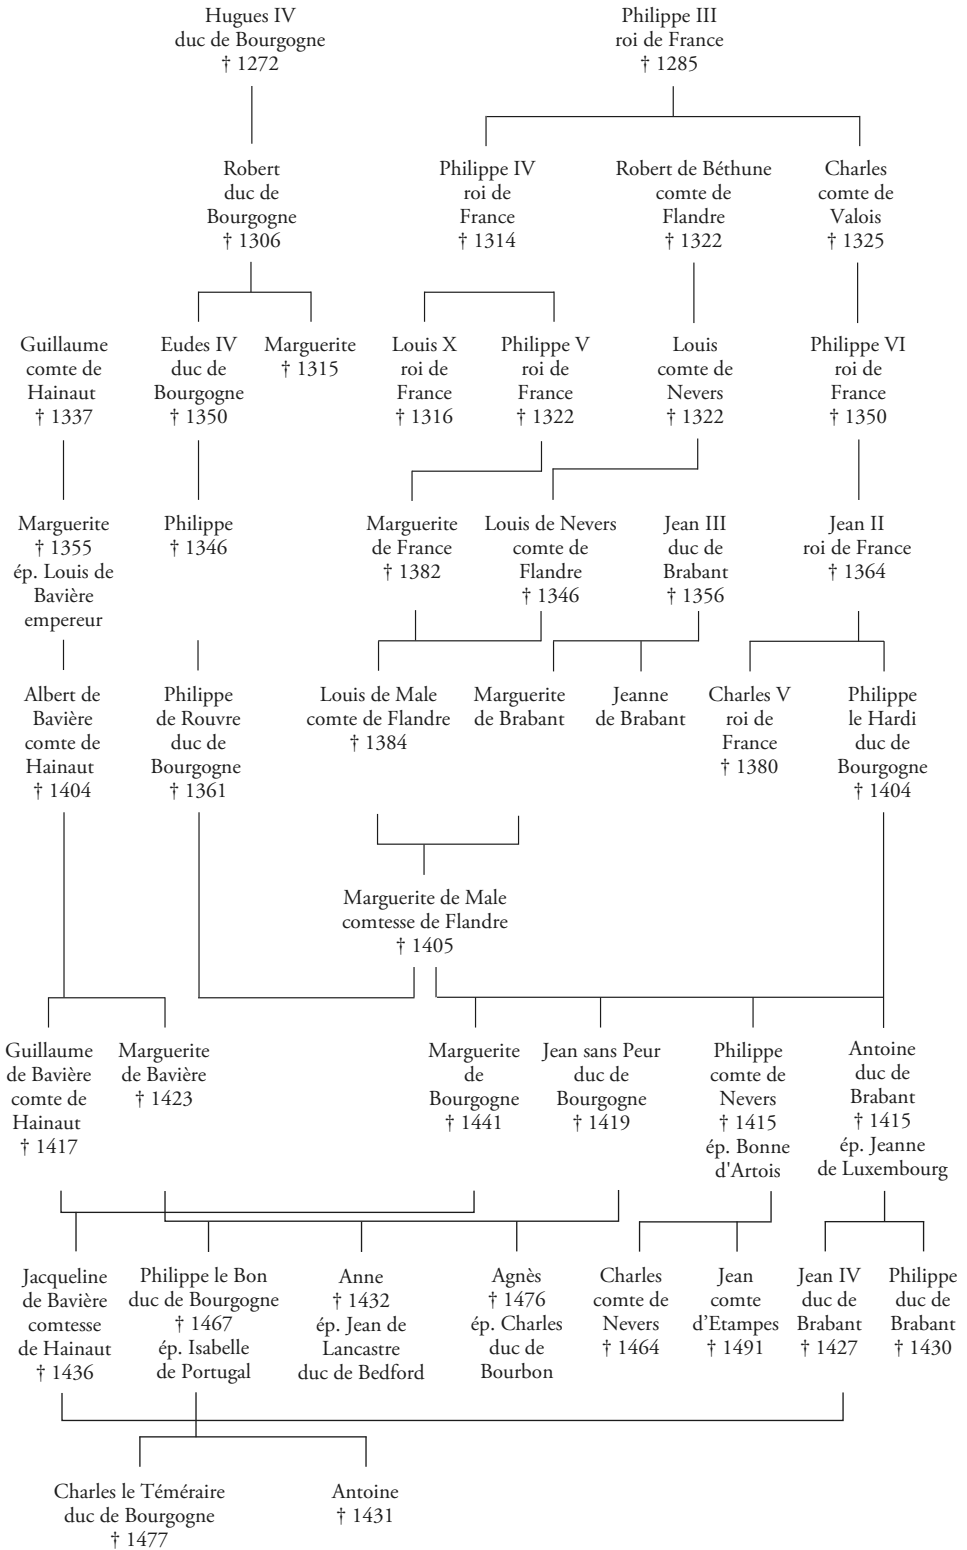 Hugues IV
duc de Bourgogne
† 1272
Philippe III
roi de France
† 1285
Robert
duc de
Bourgogne
† 1306
Philippe IV
roi de
France
† 1314
Robert de Béthune
comte de
Flandre
† 1322
Charles
comte de
Valois
† 1325
Guillaume
comte de
Hainaut
† 1337
Eudes IV
duc de
Bourgogne
† 1350
Marguerite
† 1315
Louis X
roi de
France
† 1316
Philippe V
roi de
France
† 1322
Louis
comte de
Nevers
† 1322
Philippe VI
roi de
France
† 1350
Marguerite
† 1355
ép. Louis de
Bavière
empereur
Philippe
† 1346
Marguerite
de France
† 1382
Louis de Nevers
comte de
Flandre
† 1346
Jean III
duc de
Brabant
† 1356
Jean II
roi de France
† 1364
Albert de
Bavière
comte de
Hainaut
† 1404
Philippe
de Rouvre
duc de
Bourgogne
† 1361
Louis de Male
comte de Flandre
† 1384
Marguerite
de Brabant
Jeanne
de Brabant
Charles V
roi de
France
† 1380
Philippe
le Hardi
duc de
Bourgogne
† 1404
Marguerite de Male
comtesse de Flandre
† 1405
Guillaume
de Bavière
comte de
Hainaut
† 1417
Marguerite
de Bavière
† 1423
Marguerite
de
Bourgogne
† 1441
Jean sans Peur
duc de
Bourgogne
† 1419
Philippe
comte de
Nevers
† 1415
ép. Bonne
d'Artois
Antoine
duc de
Brabant
† 1415
ép. Jeanne
de Luxembourg
Jacqueline
de Bavière
comtesse
de Hainaut
† 1436
Philippe le Bon
duc de Bourgogne
† 1467
ép. Isabelle
de Portugal
Anne
† 1432
ép. Jean de
Lancastre
duc de Bedford
Agnès
† 1476
ép. Charles
duc de
Bourbon
Charles
comte de
Nevers
† 1464
Jean
comte
d'Etampes
† 1491
Jean IV
duc de
Brabant
† 1427
Philippe
duc de
Brabant
† 1430
Charles le Téméraire
duc de Bourgogne
† 1477
Antoine
† 1431